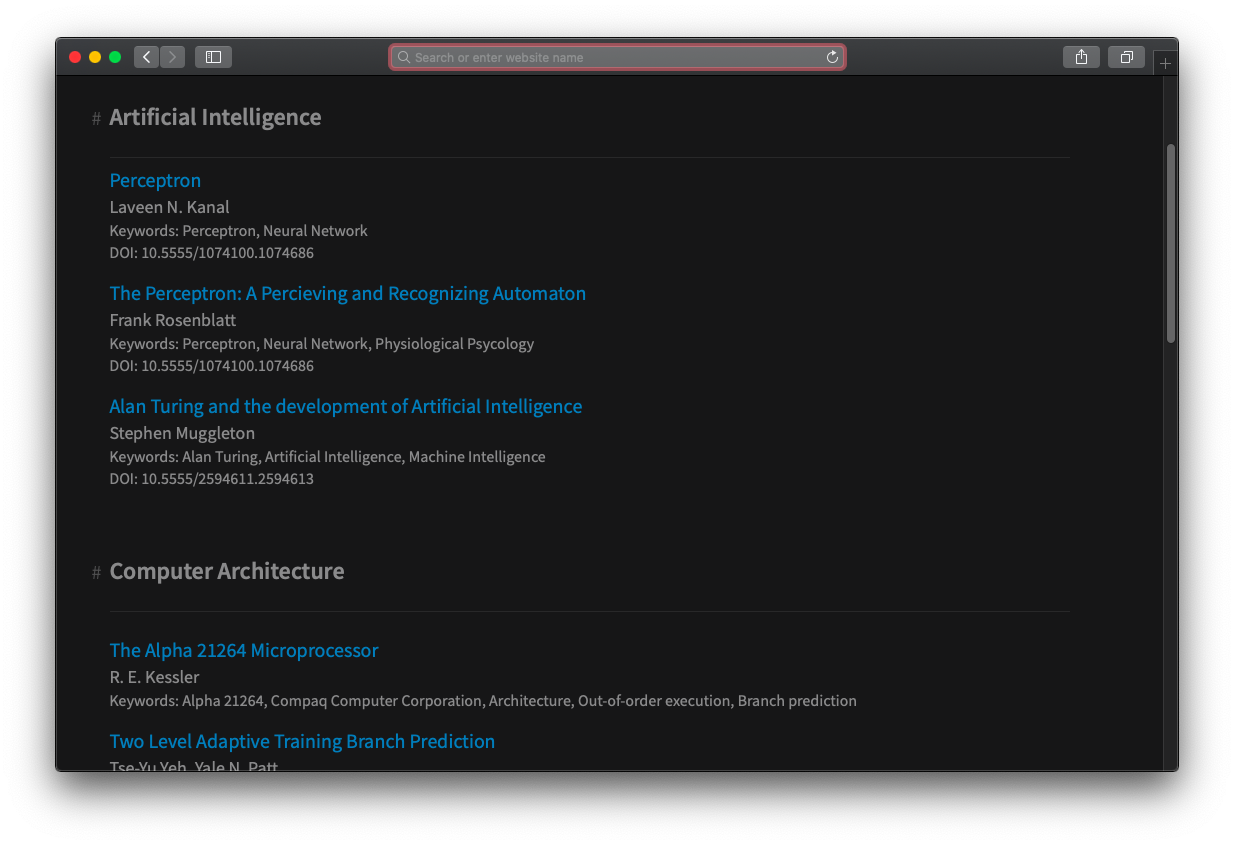 Search or enter website name
# Artificial Intelligence
Perceptron
Laveen N. Kanal
Keywords: Perceptron, Neural Network
DOI: 10.5555/1074100.1074686
The Perceptron: A Percieving and Recognizing Automaton
Frank Rosenblatt
Keywords: Perceptron, Neural Network, Physiological Psycology
DOI: 10.5555/1074100.1074686
Alan Turing and the development of Artificial Intelligence
Stephen Muggleton
Keywords: Alan Turing, Artificial Intelligence, Machine Intelligence
DOI: 10.5555/2594611.2594613
# Computer Architecture
The Alpha 21264 Microprocessor
R. E. Kessler
Keywords: Alpha 21264, Compaq Computer Corporation, Architecture, Out-of-order execution, Branch prediction
Two Level Adaptive Training Branch Prediction
Tse-Yu Yeh, Yale N. Patt